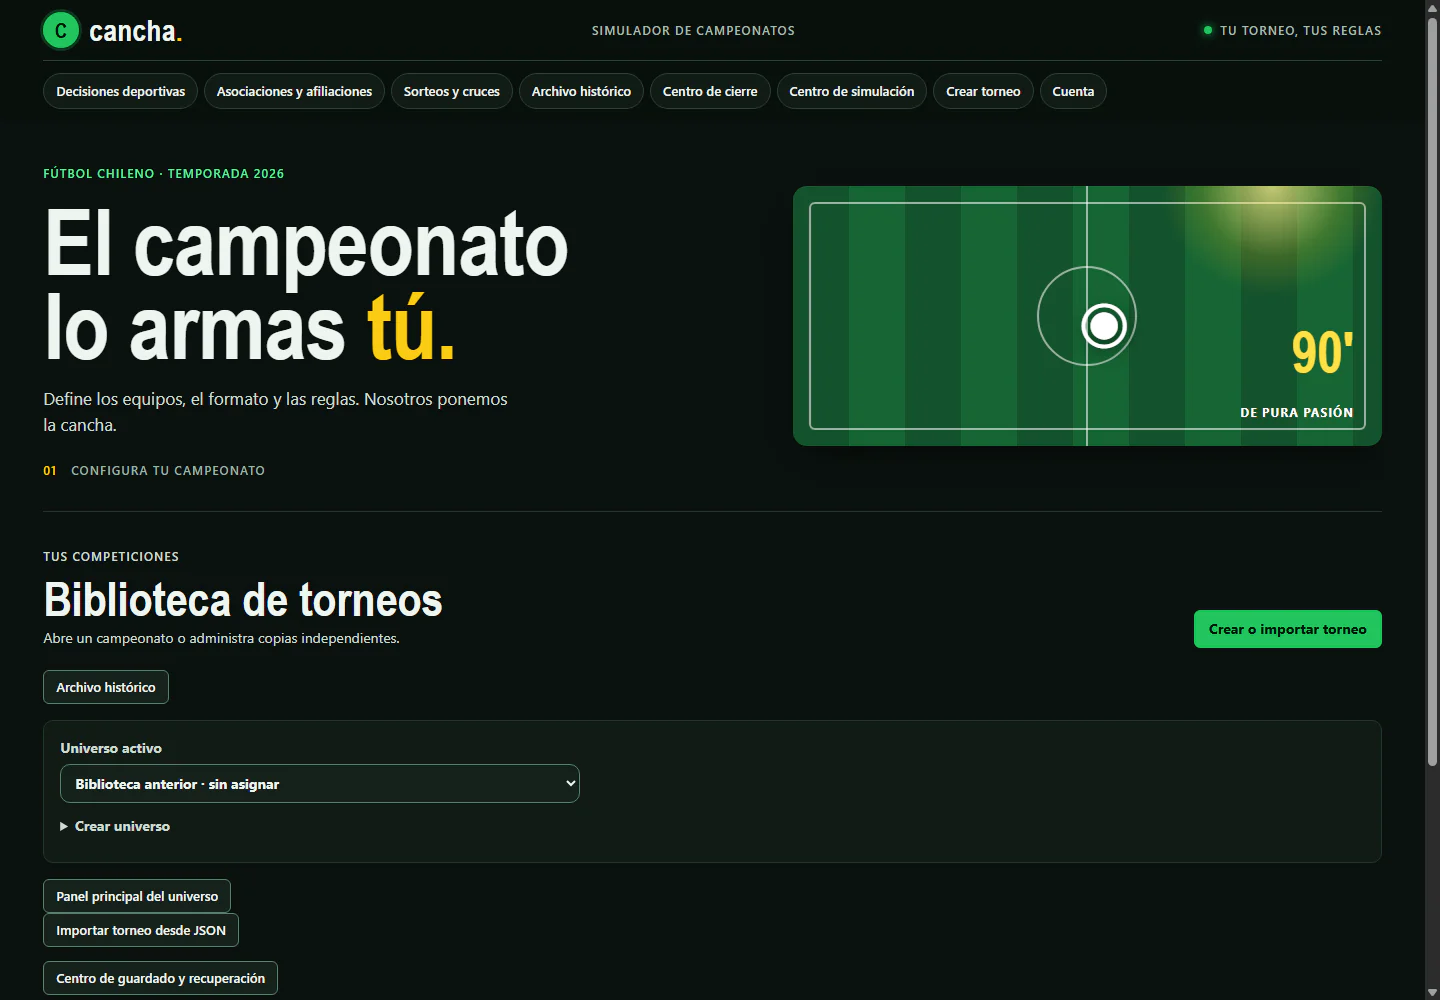 C cancha.
SIMULADOR DE CAMPEONATOS
TU TORNEO, TUS REGLAS
Decisiones deportivas
Asociaciones y afiliaciones
Sorteos y cruces
Archivo histórico
Centro de cierre
Centro de simulación
Crear torneo
Cuenta
FÚTBOL CHILENO · TEMPORADA 2026
El campeonato
lo armas tú.
Define los equipos, el formato y las reglas. Nosotros ponemos
la cancha.
01 CONFIGURA TU CAMPEONATO
90'
DE PURA PASIÓN
TUS COMPETICIONES
Biblioteca de torneos
Abre un campeonato o administra copias independientes.
Crear o importar torneo
Archivo histórico
Universo activo
Biblioteca anterior · sin asignar
Crear universo
Panel principal del universo
Importar torneo desde JSON
Centro de guardado y recuperación